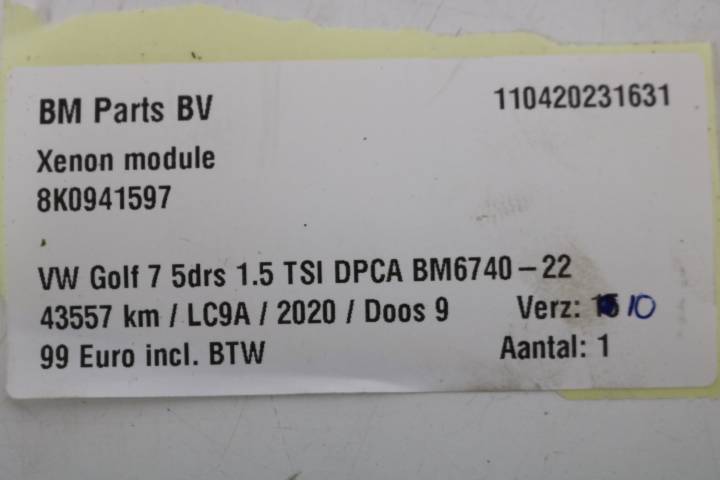 BM Parts BV 110420231631
Xenon module
8K0941597
VW Golf 7 5drs 1.5 TSI DPCA BM6740-22
43557 km / LC9A / 2020 / Doos 9 Verz: 10
99 Euro incl. BTW Aantal: 1